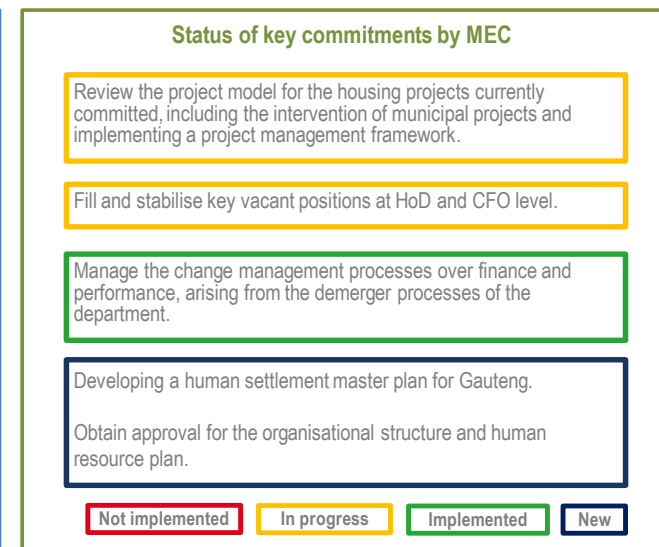 Status of key commitments by MEC
Review the project model for the housing projects currently
committed, including the intervention of municipal projects and
implementing a project management framework.
Fill and stabilise key vacant positions at HoD and CFO level.
Manage the change management processes over finance and
performance, arising from the demerger processes of the
department.
Developing a human settlement master plan for Gauteng.
Obtain approval for the organisational structure and human
resource plan.
Not implemented
In progress
Implemented
New